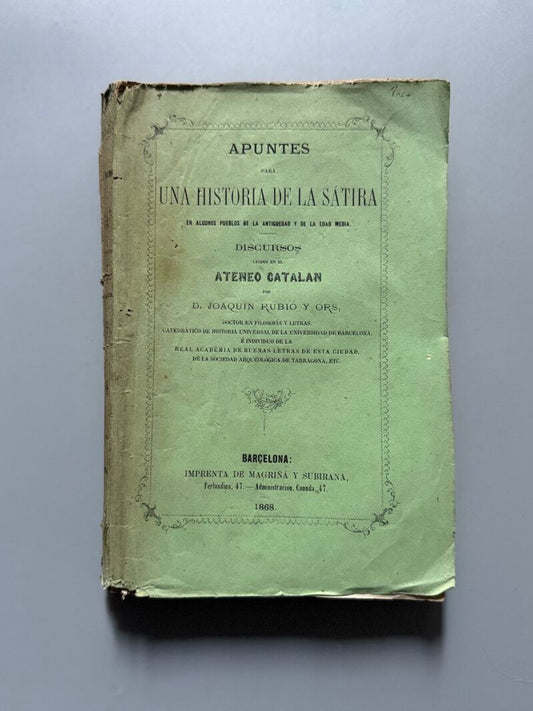 APUNTES
PARA
UNA HISTORIA DE LA SÁTIRA
EN ALGUNOS PUEBLOS DE LA ANTIGÜEDAD Y DE LA EDAD MEDIA.
DISCURSOS
LEIDOS EN EL
ATENEO CATALAN
POR
D. JOAQUIN RUBIÓ Y ORS,
DOCTOR EN FILOSOFÍA Y LETRAS,
CATEDRÁTICO DE HISTORIA UNIVERSAL DE LA UNIVERSIDAD DE BARCELONA,
É INDIVIDUO DE LA
REAL ACADEMIA DE BUENAS LETRAS DE ESTA CIUDAD,
DE LA SOCIEDAD ARQUEOLÓGICA DE TARRAGONA, ETC.
BARCELONA:
IMPRENTA DE MAGRIÑÁ Y SUBIRANA,
Ferlandina, 47.—Administracion, Canuda, 47.
1868.